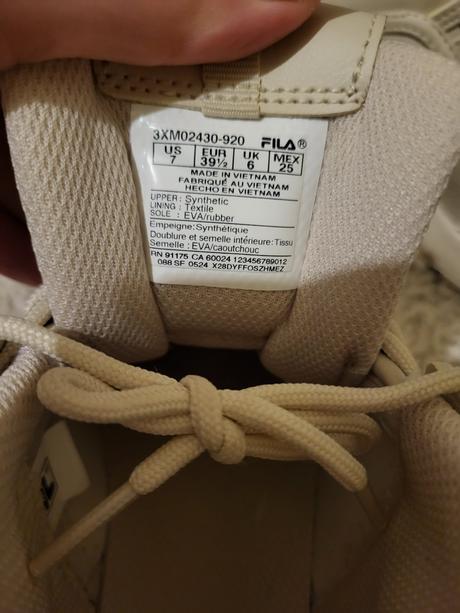 3XM02430-920 FILA®
US EUR UK MEX
7 39½ 6 25
MADE IN VIETNAM
FABRIQUÉ AU VIETNAM
HECHO EN VIETNAM
UPPER: Synthetic
LINING: Textile
SOLE: EVA/rubber
Empeigne: Synthétique
Doublure et semelle intérieure: Tissu
Semelle: EVA/caoutchouc
RN 91175 CA 60024 123456789012
088 SF 0524 X28DYFFOSZHMEZ